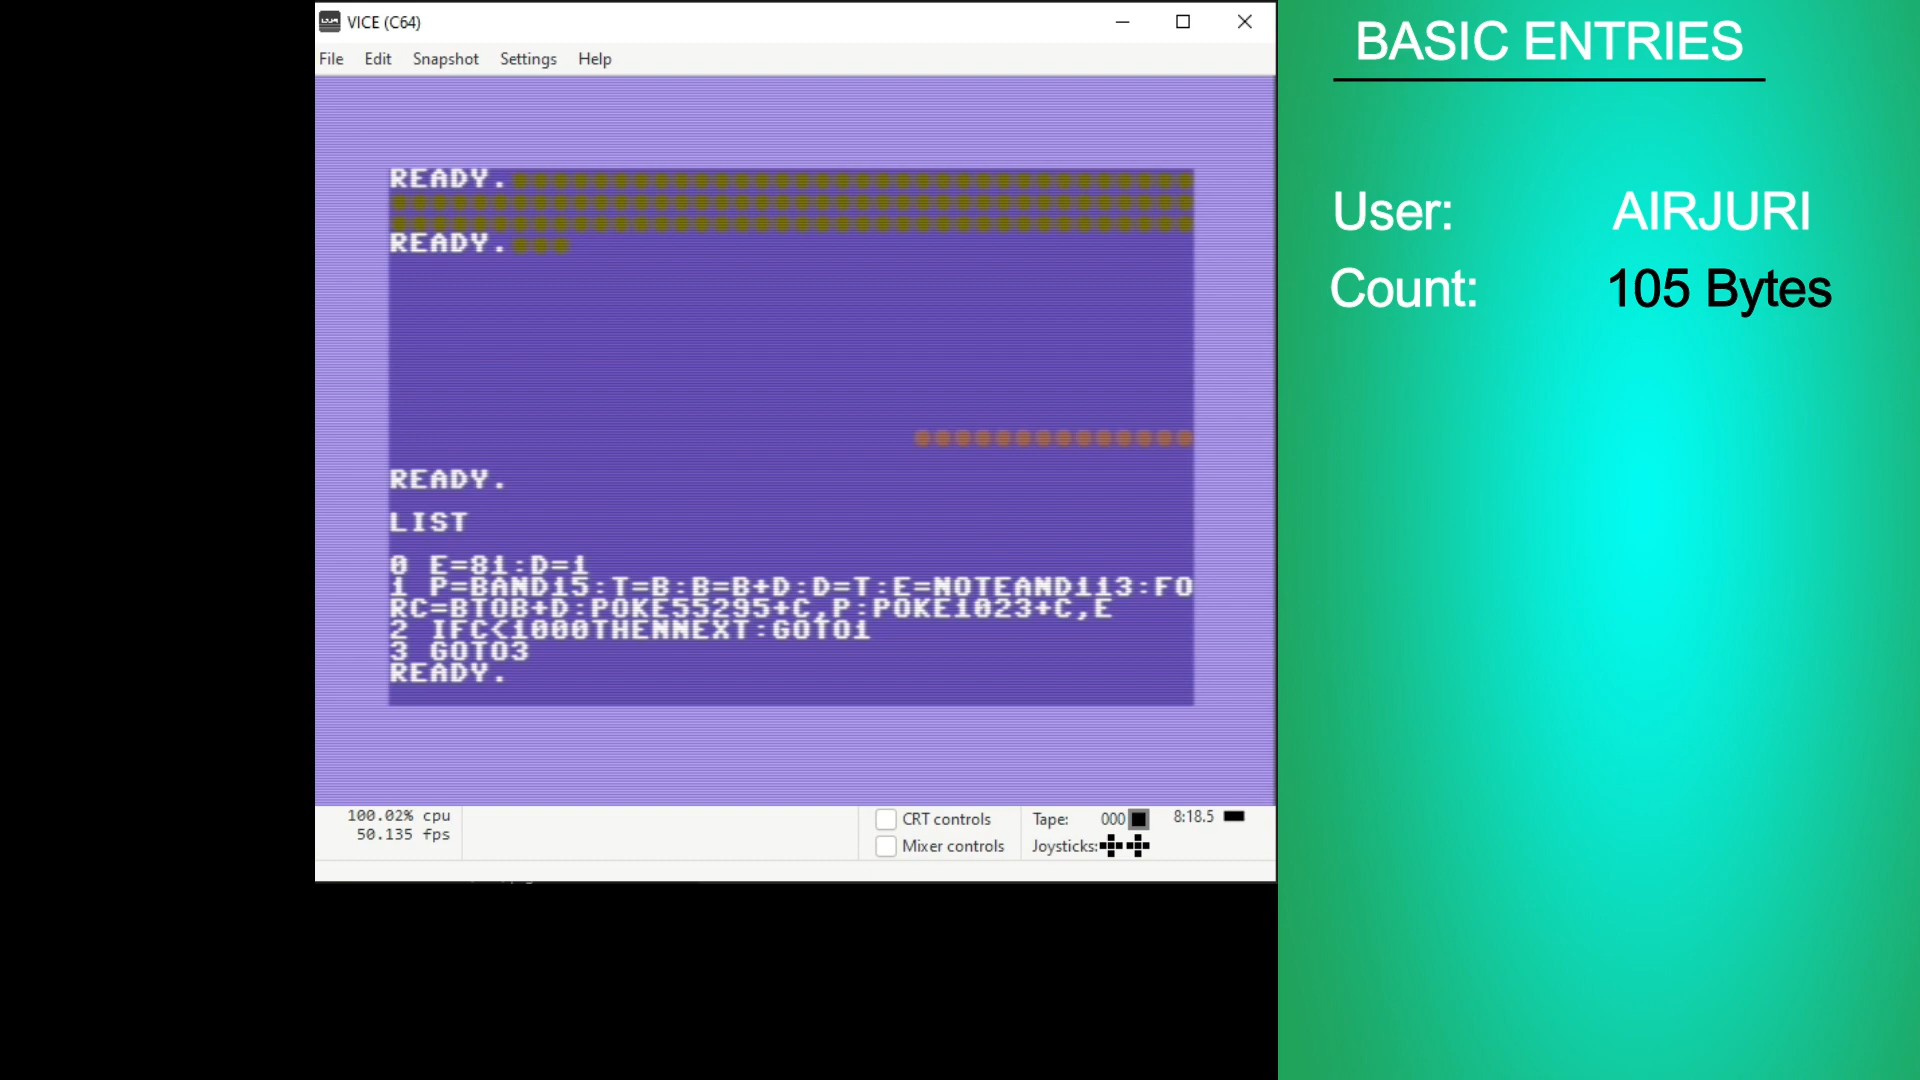 VICE (C64)
File Edit Snapshot Settings Help
READY.
READY.
READY.
LIST
0 E=81:D=1
1 P=BAND15:T=B:B=B+D:D=T:E=NOTEAND113:FO
RC=BTOB+D:POKE55295+C,P:POKE1023+C,E
2 IFC<1000THENNEXT:GOTO1
3 GOTO3
READY.
100.02% cpu
50.135 fps
CRT controls
Mixer controls
Tape: 000
Joysticks:
8:18.5
BASIC ENTRIES
User: AIRJURI
Count: 105 Bytes